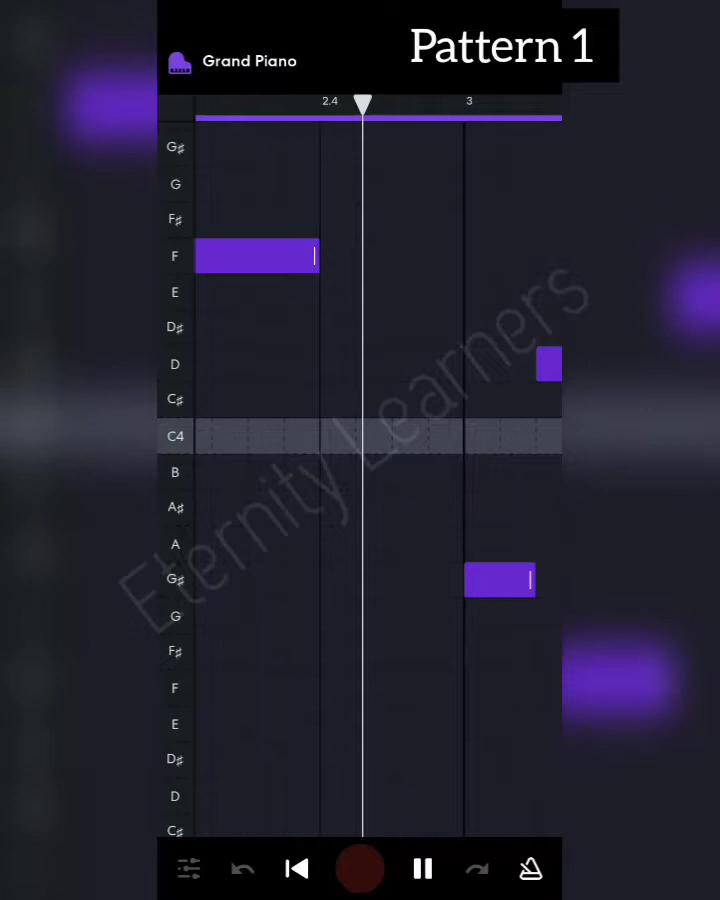 Pattern 1
Grand Piano
2.4
3
G♯
G
F♯
F
E
D♯
D
C♯
C4
B
A♯
A
G♯
G
F♯
F
E
D♯
D
C♯
Eternity Learners